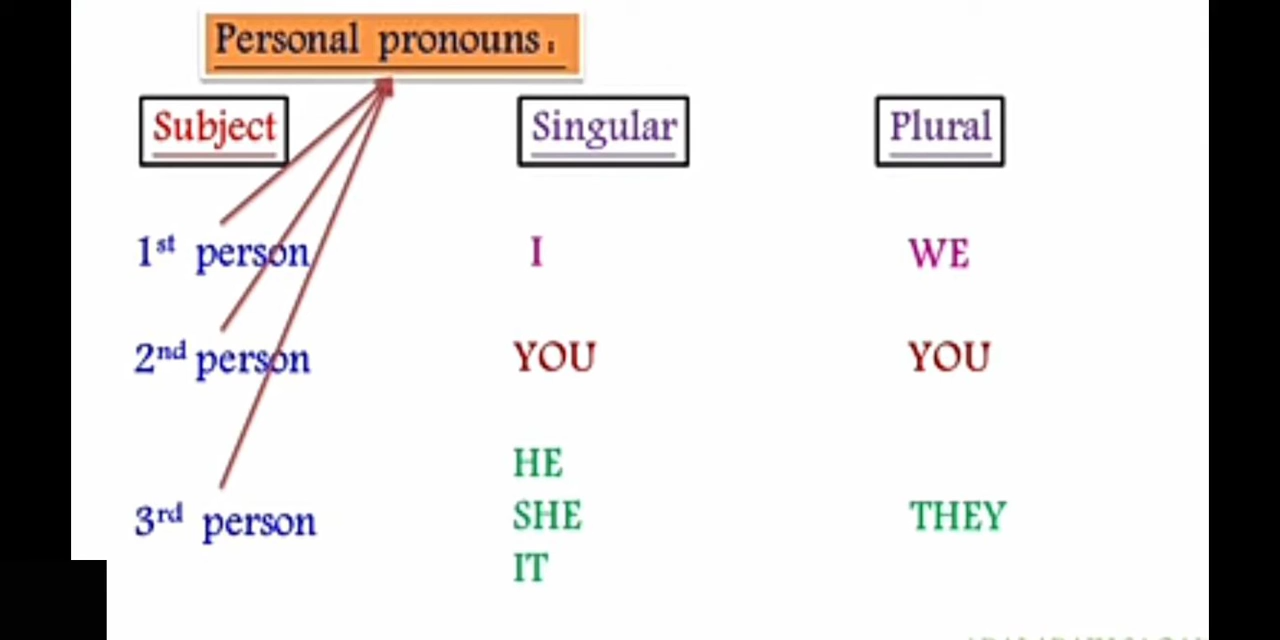 Personal pronouns:
Subject Singular Plural
1st person I WE
2nd person YOU YOU
HE
SHE
3rd person THEY
IT